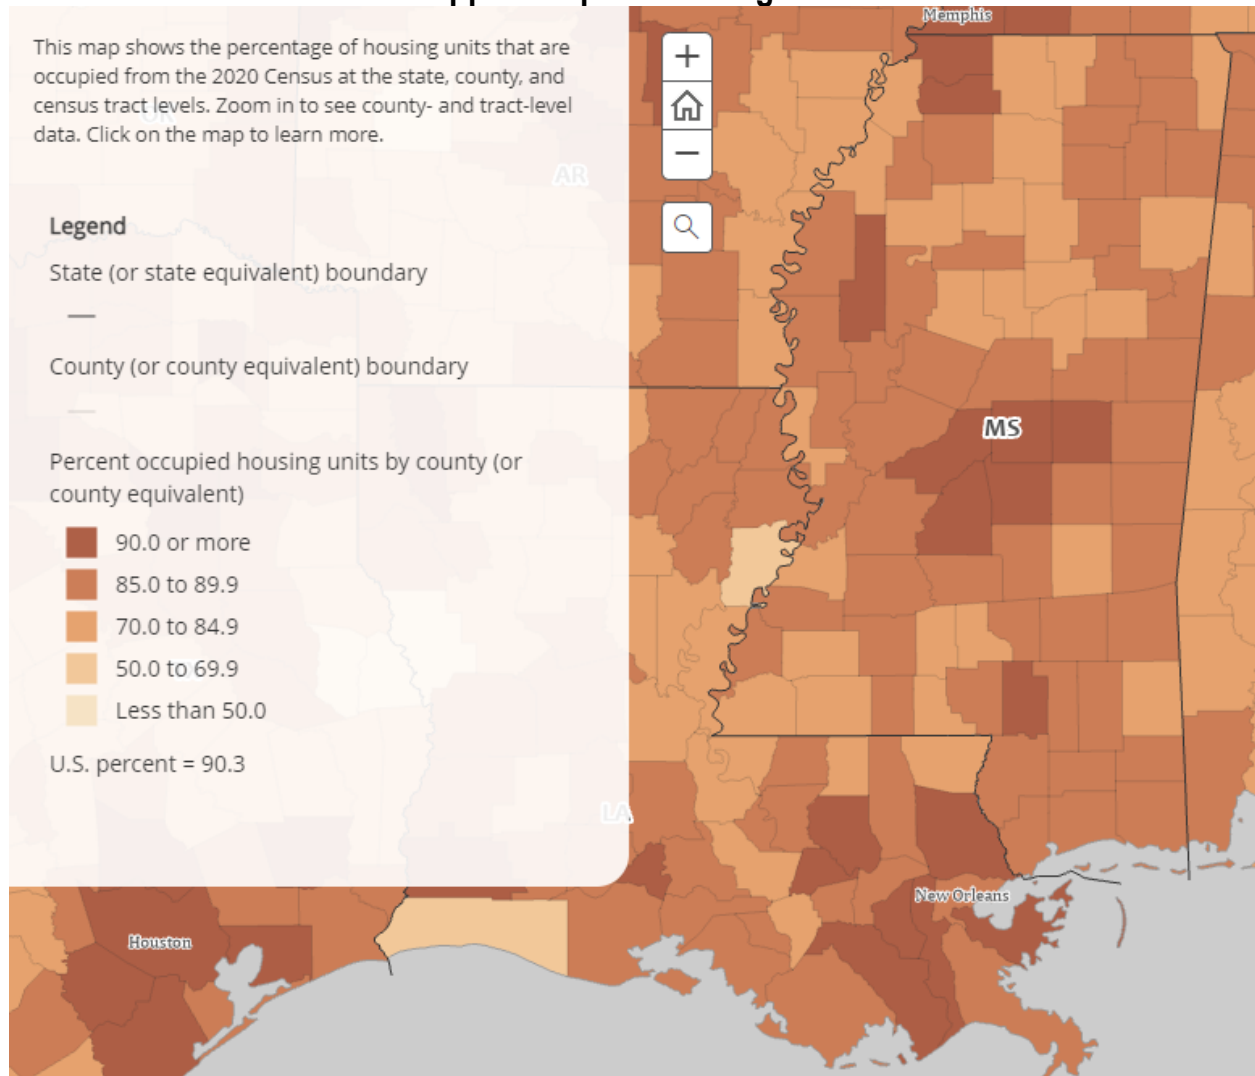 Memphis
This map shows the percentage of housing units that are
occupied from the 2020 Census at the state, county, and
census tract levels. Zoom in to see county- and tract-level
data. Click on the map to learn more.
AR
Legend
State (or state equivalent) boundary
County (or county equivalent) boundary
MS
Percent occupied housing units by county (or
county equivalent)
90.0 or more
85.0 to 89.9
70.0 to 84.9
50.0 to 69.9
Less than 50.0
U.S. percent = 90.3
LA
New Orleans
Houston